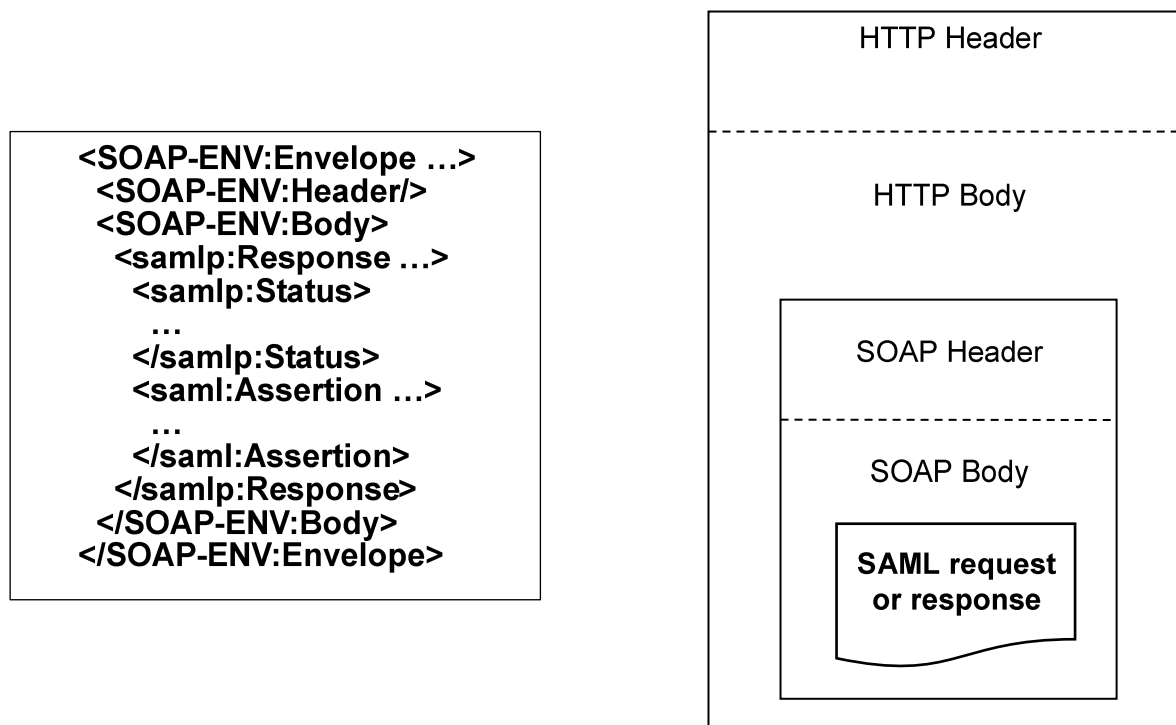 <SOAP-ENV:Envelope …>
<SOAP-ENV:Header/>
<SOAP-ENV:Body>
<samlp:Response …>
<samlp:Status>
…
</samlp:Status>
<saml:Assertion …>
…
</saml:Assertion>
</samlp:Response>
</SOAP-ENV:Body>
</SOAP-ENV:Envelope>
HTTP Header
HTTP Body
SOAP Header
SOAP Body
SAML request
or response